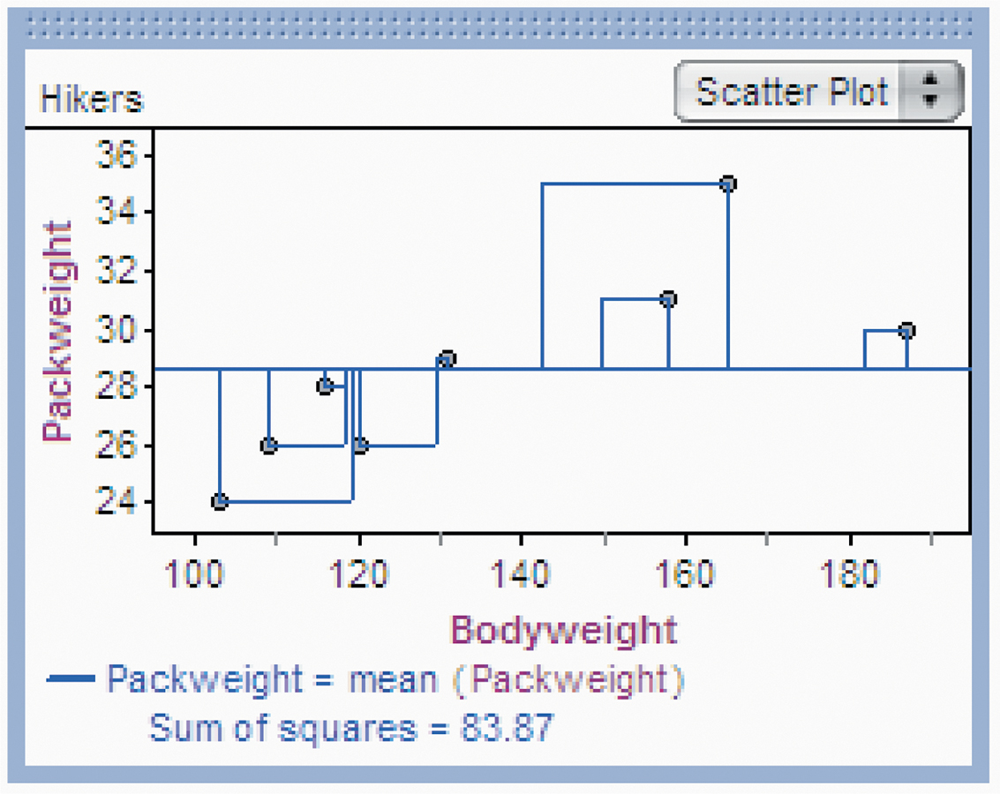 Hikers
Scatter Plot
36
34
32
30
28
26
24
Packweight
100 120 140 160 180
Bodyweight
Packweight = mean (Packweight)
Sum of squares = 83.87